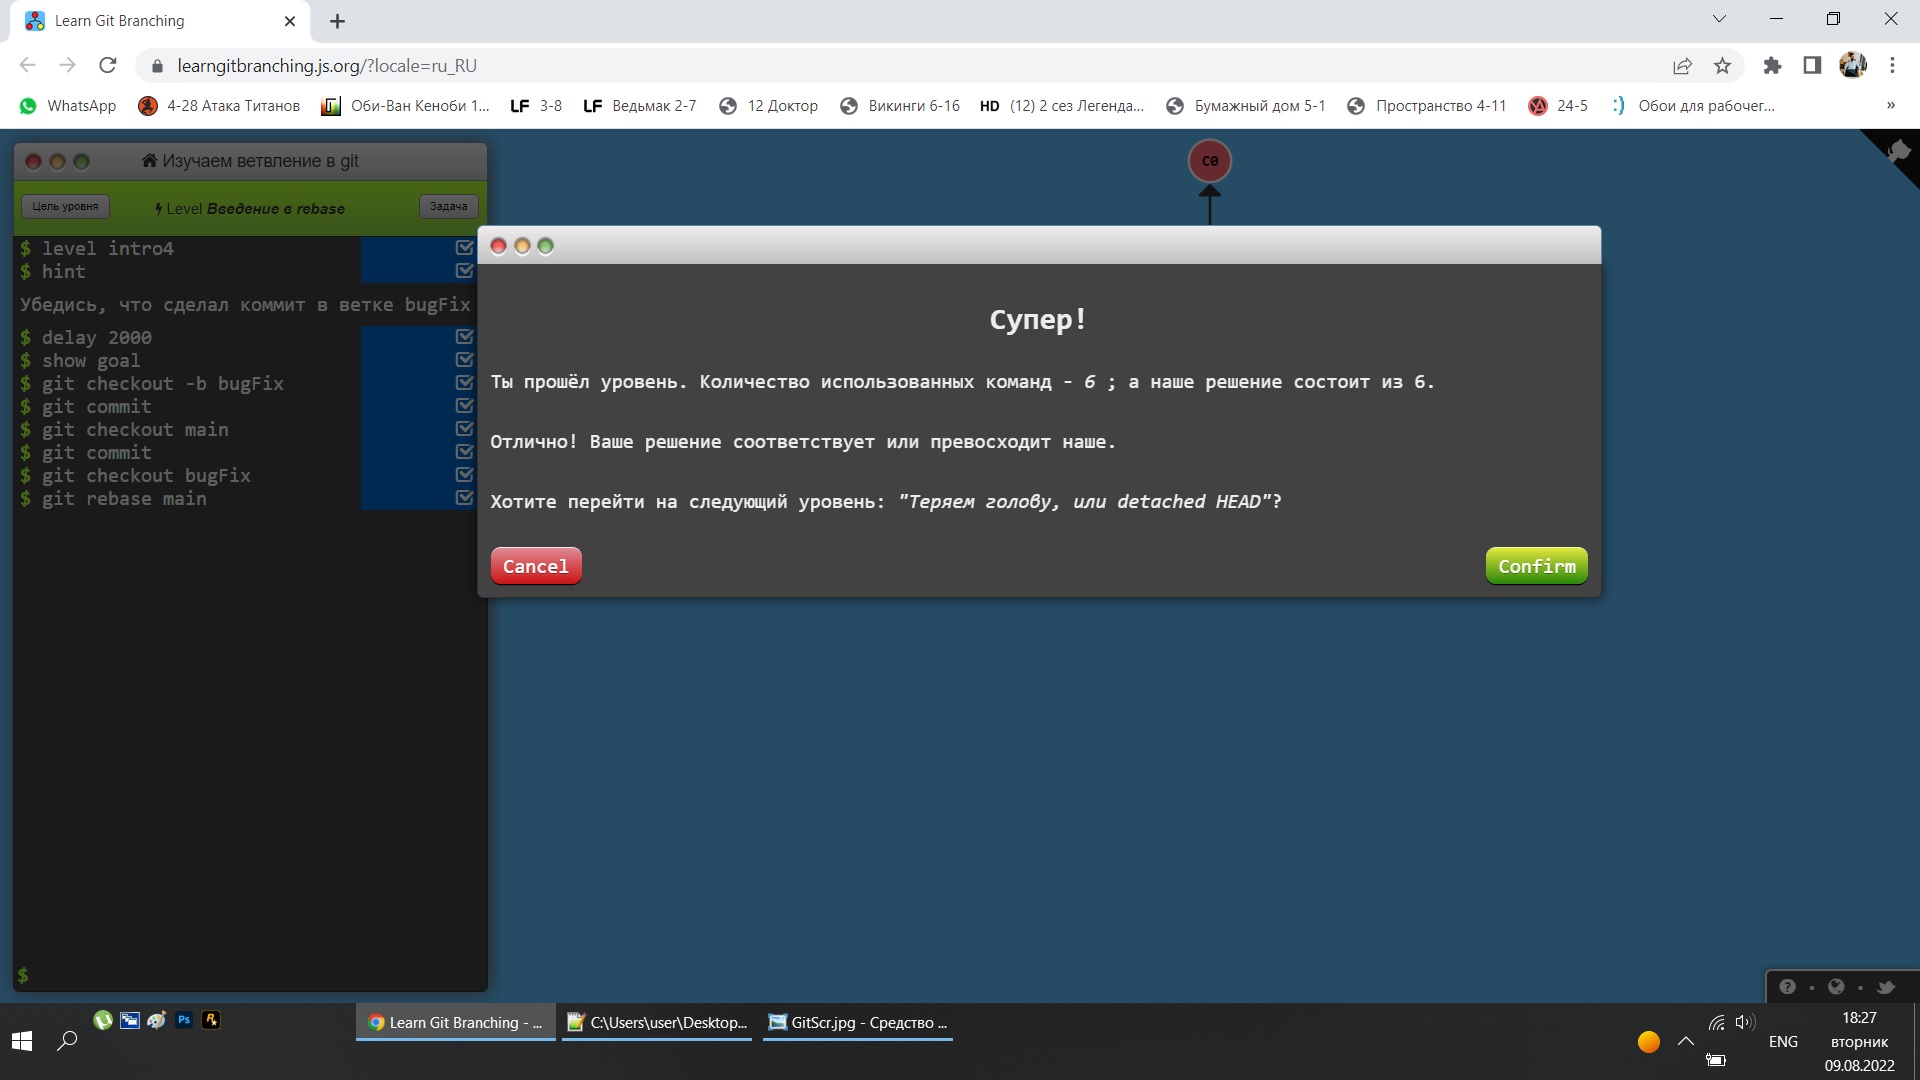 Learn Git Branching
learngitbranching.js.org/?locale=ru_RU
WhatsApp 4-28 Атака Титанов Оби-Ван Кеноби 1... LF 3-8 LF Ведьмак 2-7 12 Доктор Викинги 6-16 HD (12) 2 сез Легенда... Бумажный дом 5-1 Пространство 4-11 24-5 :) Обои для рабочег... »
C0
Изучаем ветвление в git
Цель уровня Level Введение в rebase Задача
$ level intro4
$ hint
Убедись, что сделал коммит в ветке bugFix
$ delay 2000
$ show goal
$ git checkout -b bugFix
$ git commit
$ git checkout main
$ git commit
$ git checkout bugFix
$ git rebase main
$
Супер!
Ты прошёл уровень. Количество использованных команд - 6 ; а наше решение состоит из 6.
Отлично! Ваше решение соответствует или превосходит наше.
Хотите перейти на следующий уровень: "Теряем голову, или detached HEAD"?
Cancel Confirm
Ps
Learn Git Branching - ... C:\Users\user\Desktop... GitScr.jpg - Средство ...
ENG
18:27
вторник
09.08.2022